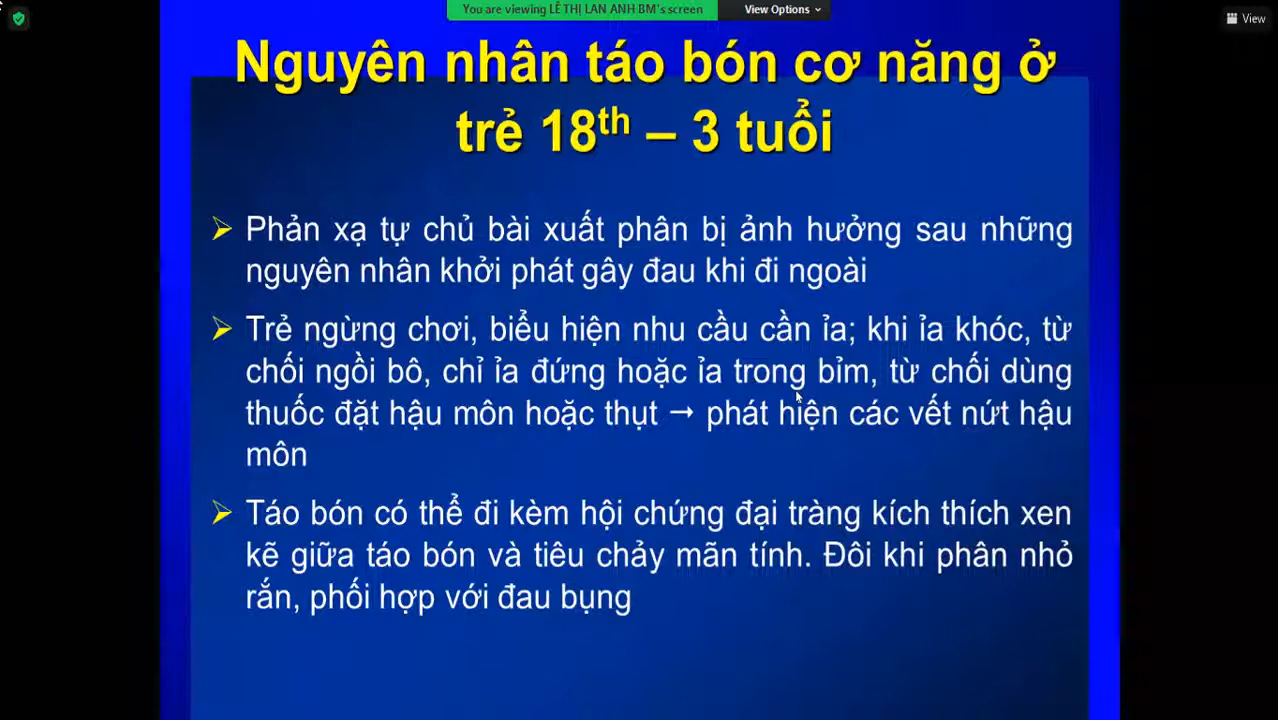 You are viewing LÊ THỊ LAN ANH BM's screen
View Options
View
Nguyên nhân táo bón cơ năng ở
trẻ 18th – 3 tuổi
Phản xạ tự chủ bài xuất phân bị ảnh hưởng sau những
nguyên nhân khởi phát gây đau khi đi ngoài
Trẻ ngừng chơi, biểu hiện nhu cầu cần ỉa; khi ỉa khóc, từ
chối ngồi bô, chỉ ỉa đứng hoặc ỉa trong bỉm, từ chối dùng
thuốc đặt hậu môn hoặc thụt → phát hiện các vết nứt hậu
môn
Táo bón có thể đi kèm hội chứng đại tràng kích thích xen
kẽ giữa táo bón và tiêu chảy mãn tính. Đôi khi phân nhỏ
rắn, phối hợp với đau bụng